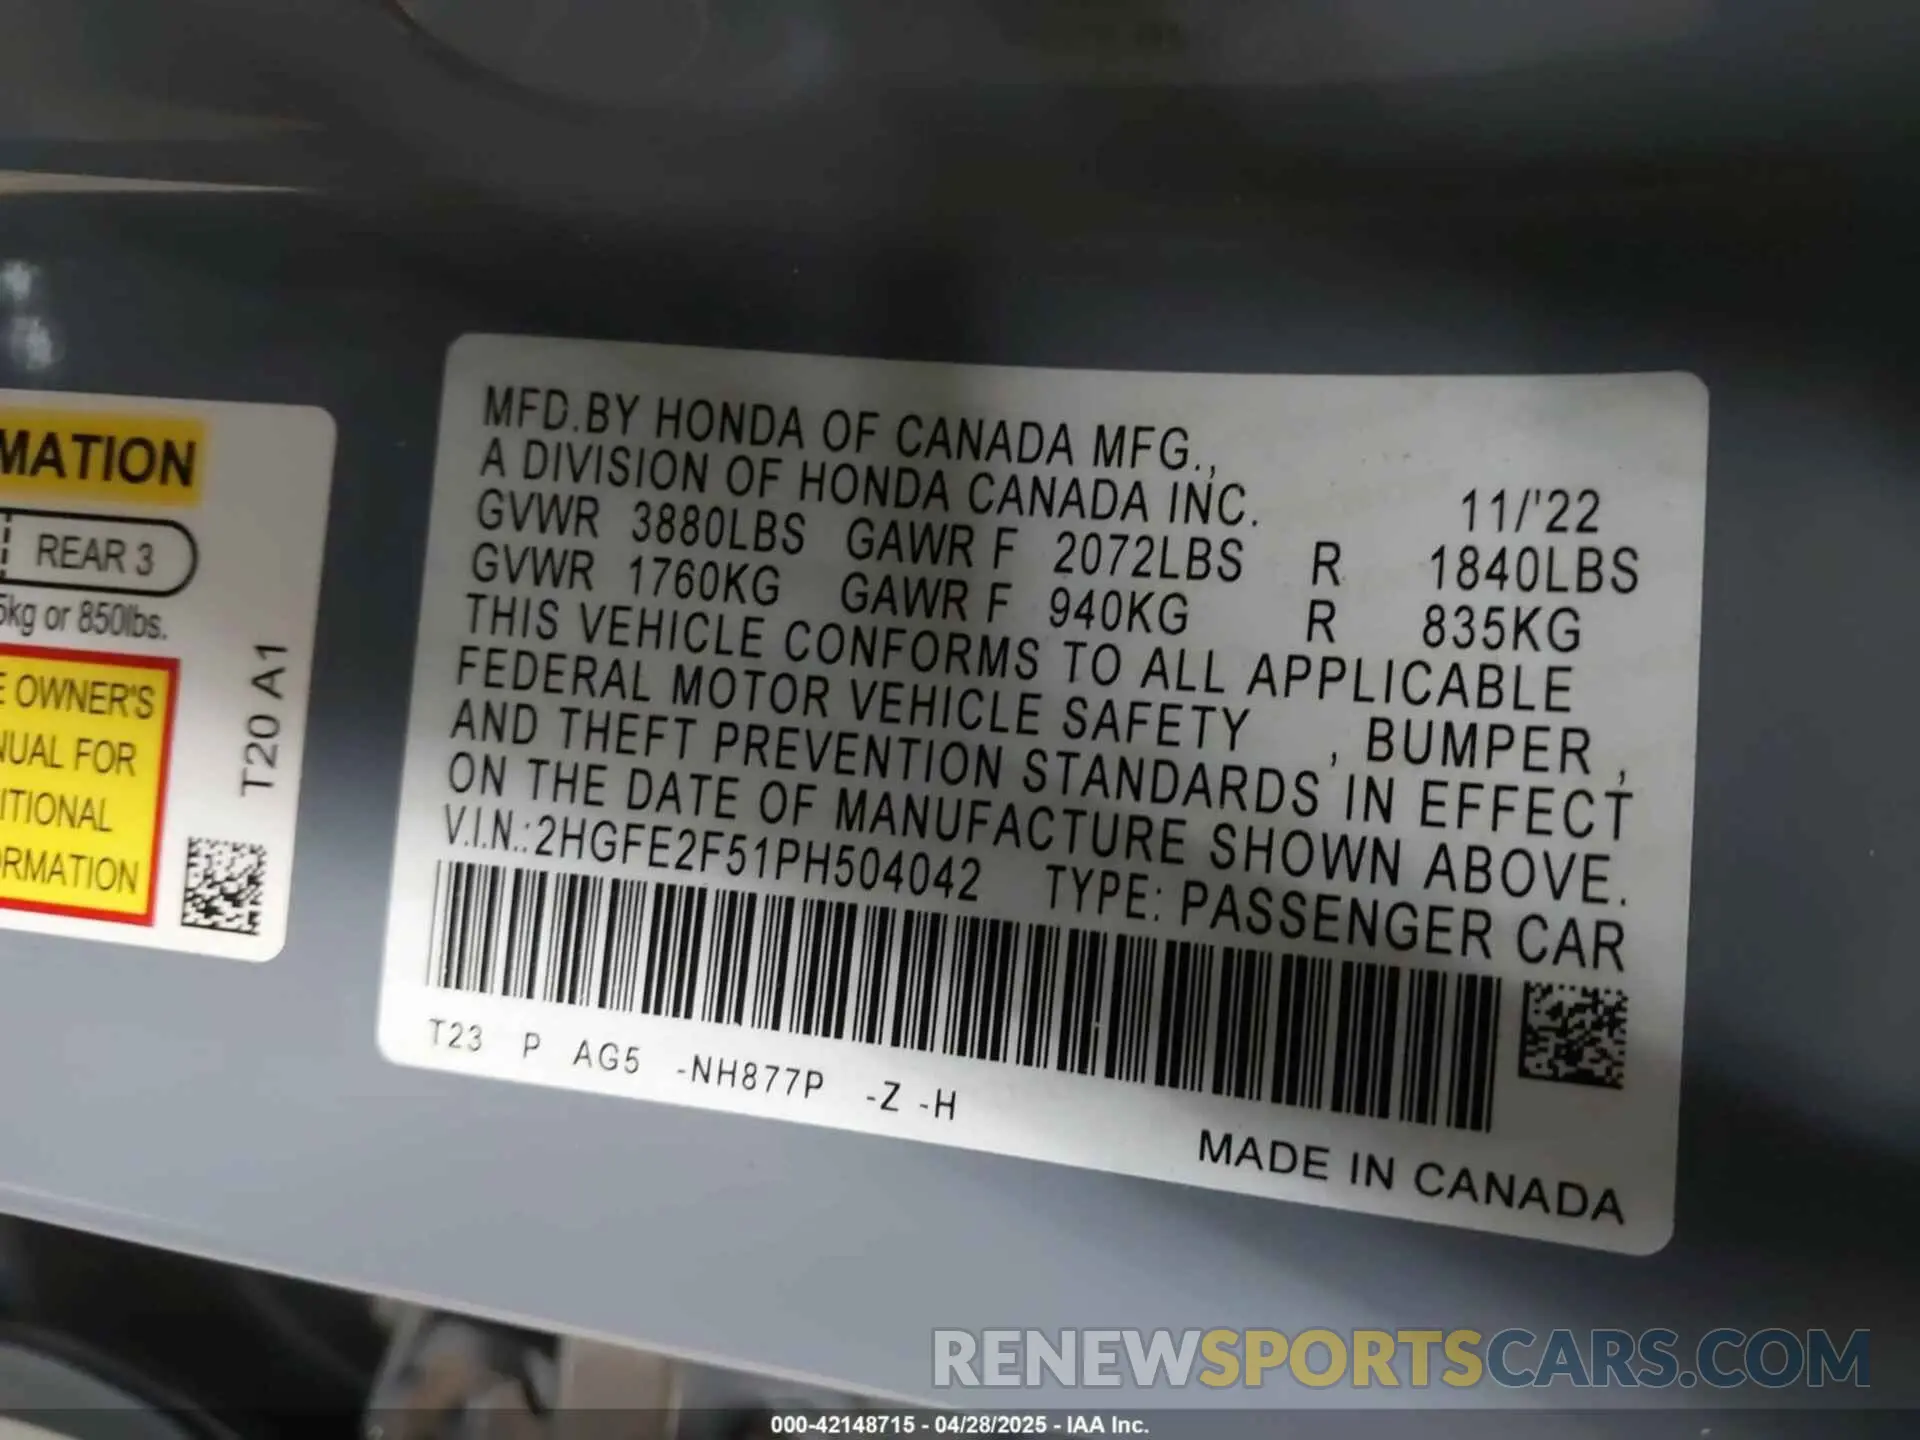 MATION
REAR 3
5kg or 850lbs.
E OWNER'S
NUAL FOR
ITIONAL
RMATION
T20 A1
MFD.BY HONDA OF CANADA MFG.,
A DIVISION OF HONDA CANADA INC. 11/'22
GVWR 3880LBS GAWR F 2072LBS R 1840LBS
GVWR 1760KG GAWR F 940KG R 835KG
THIS VEHICLE CONFORMS TO ALL APPLICABLE
FEDERAL MOTOR VEHICLE SAFETY , BUMPER ,
AND THEFT PREVENTION STANDARDS IN EFFECT
ON THE DATE OF MANUFACTURE SHOWN ABOVE.
V.I.N.:2HGFE2F51PH504042 TYPE: PASSENGER CAR
T23 P AG5 -NH877P -Z -H
MADE IN CANADA
RENEWSPORTSCARS.COM
000-42148715 - 04/28/2025 - IAA Inc.